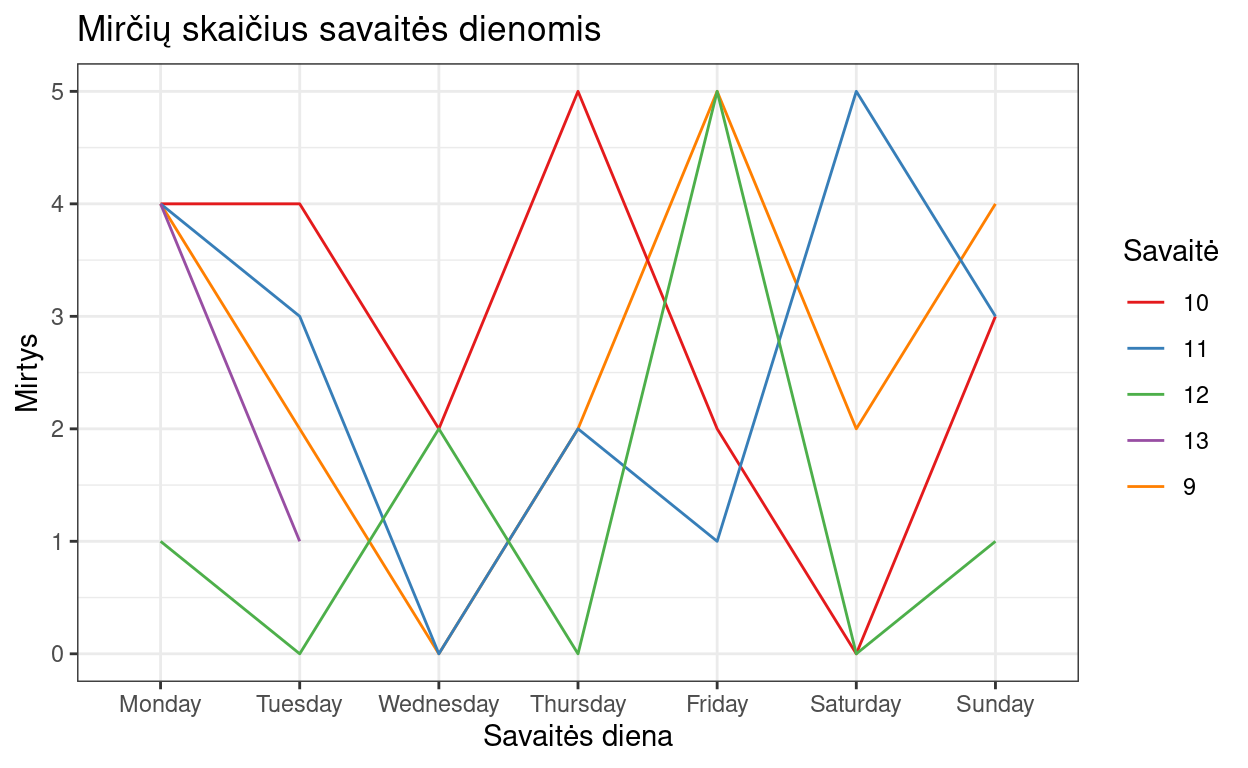 Mirčių skaičius savaitės dienomis
Mirtys
5
4
3
2
1
0
Monday Tuesday Wednesday Thursday Friday Saturday Sunday
Savaitės diena
Savaitė
10
11
12
13
9